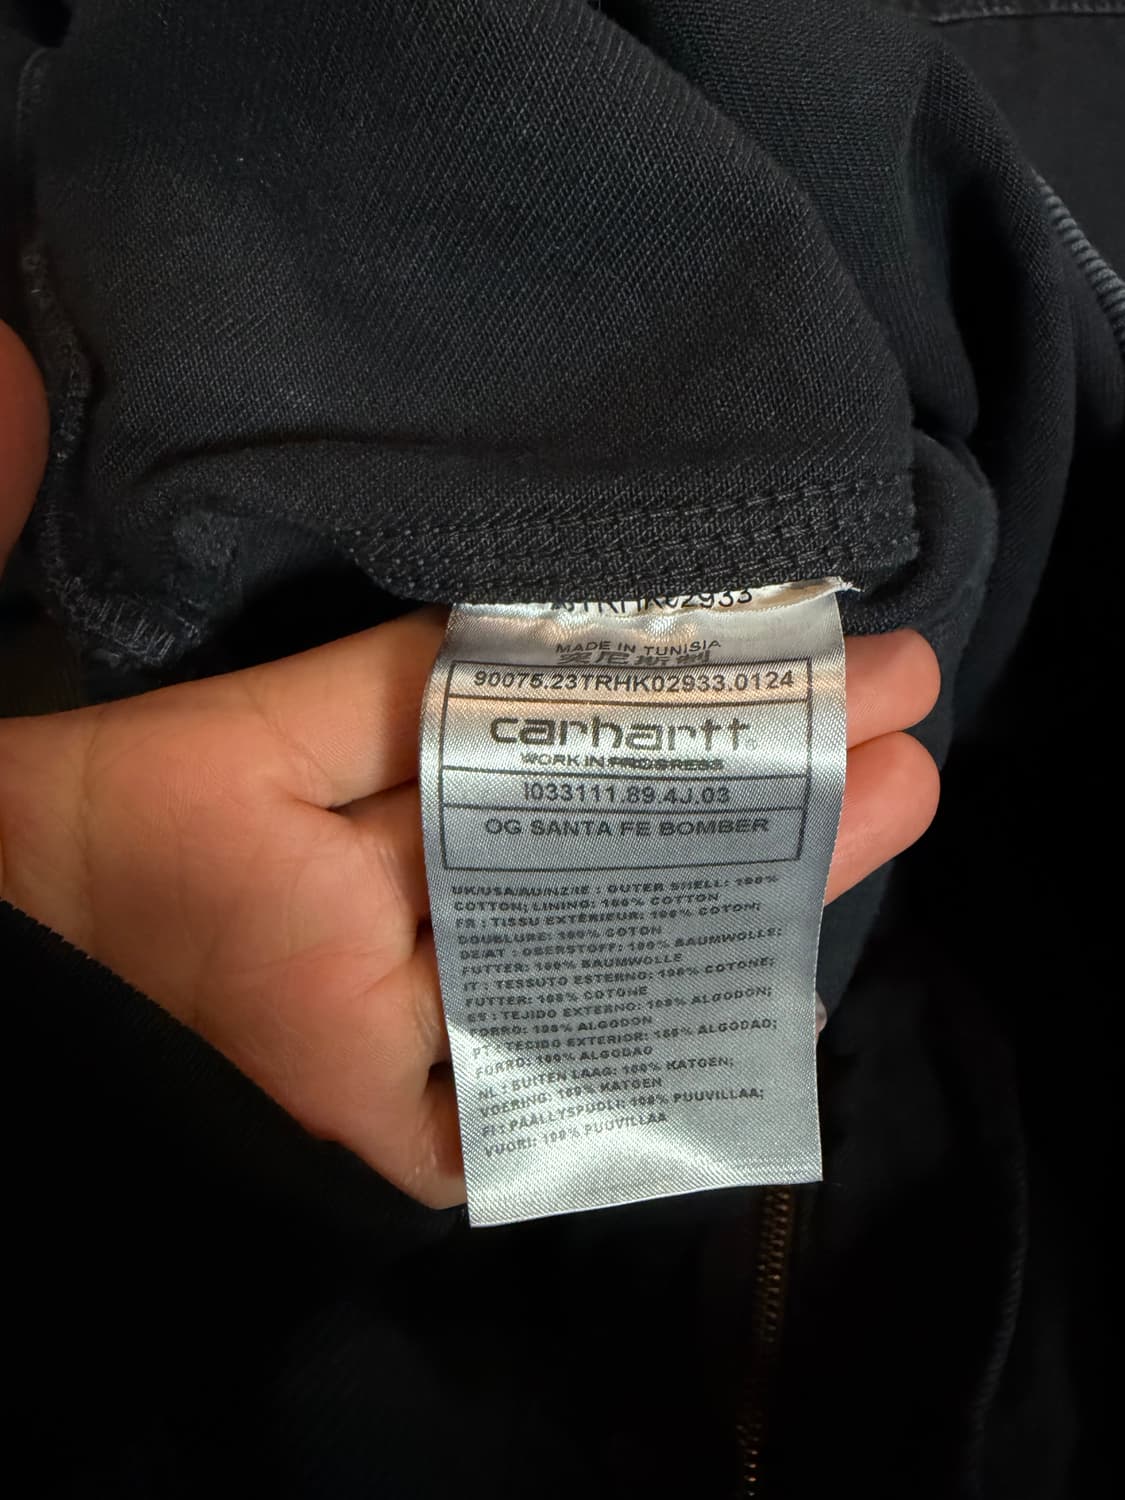 MADE IN TUNISIA
突尼斯制
90075.23TRHK02933.0124
carhartt®
WORK IN PROGRESS
I033111.89.4J.03
OG SANTA FE BOMBER
UK/USA/AU/NZ/IE : OUTER SHELL: 100%
COTTON; LINING: 100% COTTON
FR : TISSU EXTÉRIEUR: 100% COTON;
DOUBLURE: 100% COTON
DE/AT : OBERSTOFF: 100% BAUMWOLLE;
FUTTER: 100% BAUMWOLLE
IT : TESSUTO ESTERNO: 100% COTONE;
FUTTER: 100% COTONE
ES : TEJIDO EXTERNO: 100% ALGODON;
FORRO: 100% ALGODON
PT : TECIDO EXTERIOR: 100% ALGODAO;
FORRO: 100% ALGODAO
NL : BUITEN LAAG: 100% KATOEN;
VOERING: 100% KATOEN
FI : PÄÄLLYSPUOLI: 100% PUUVILLAA;
VUORI: 100% PUUVILLAA